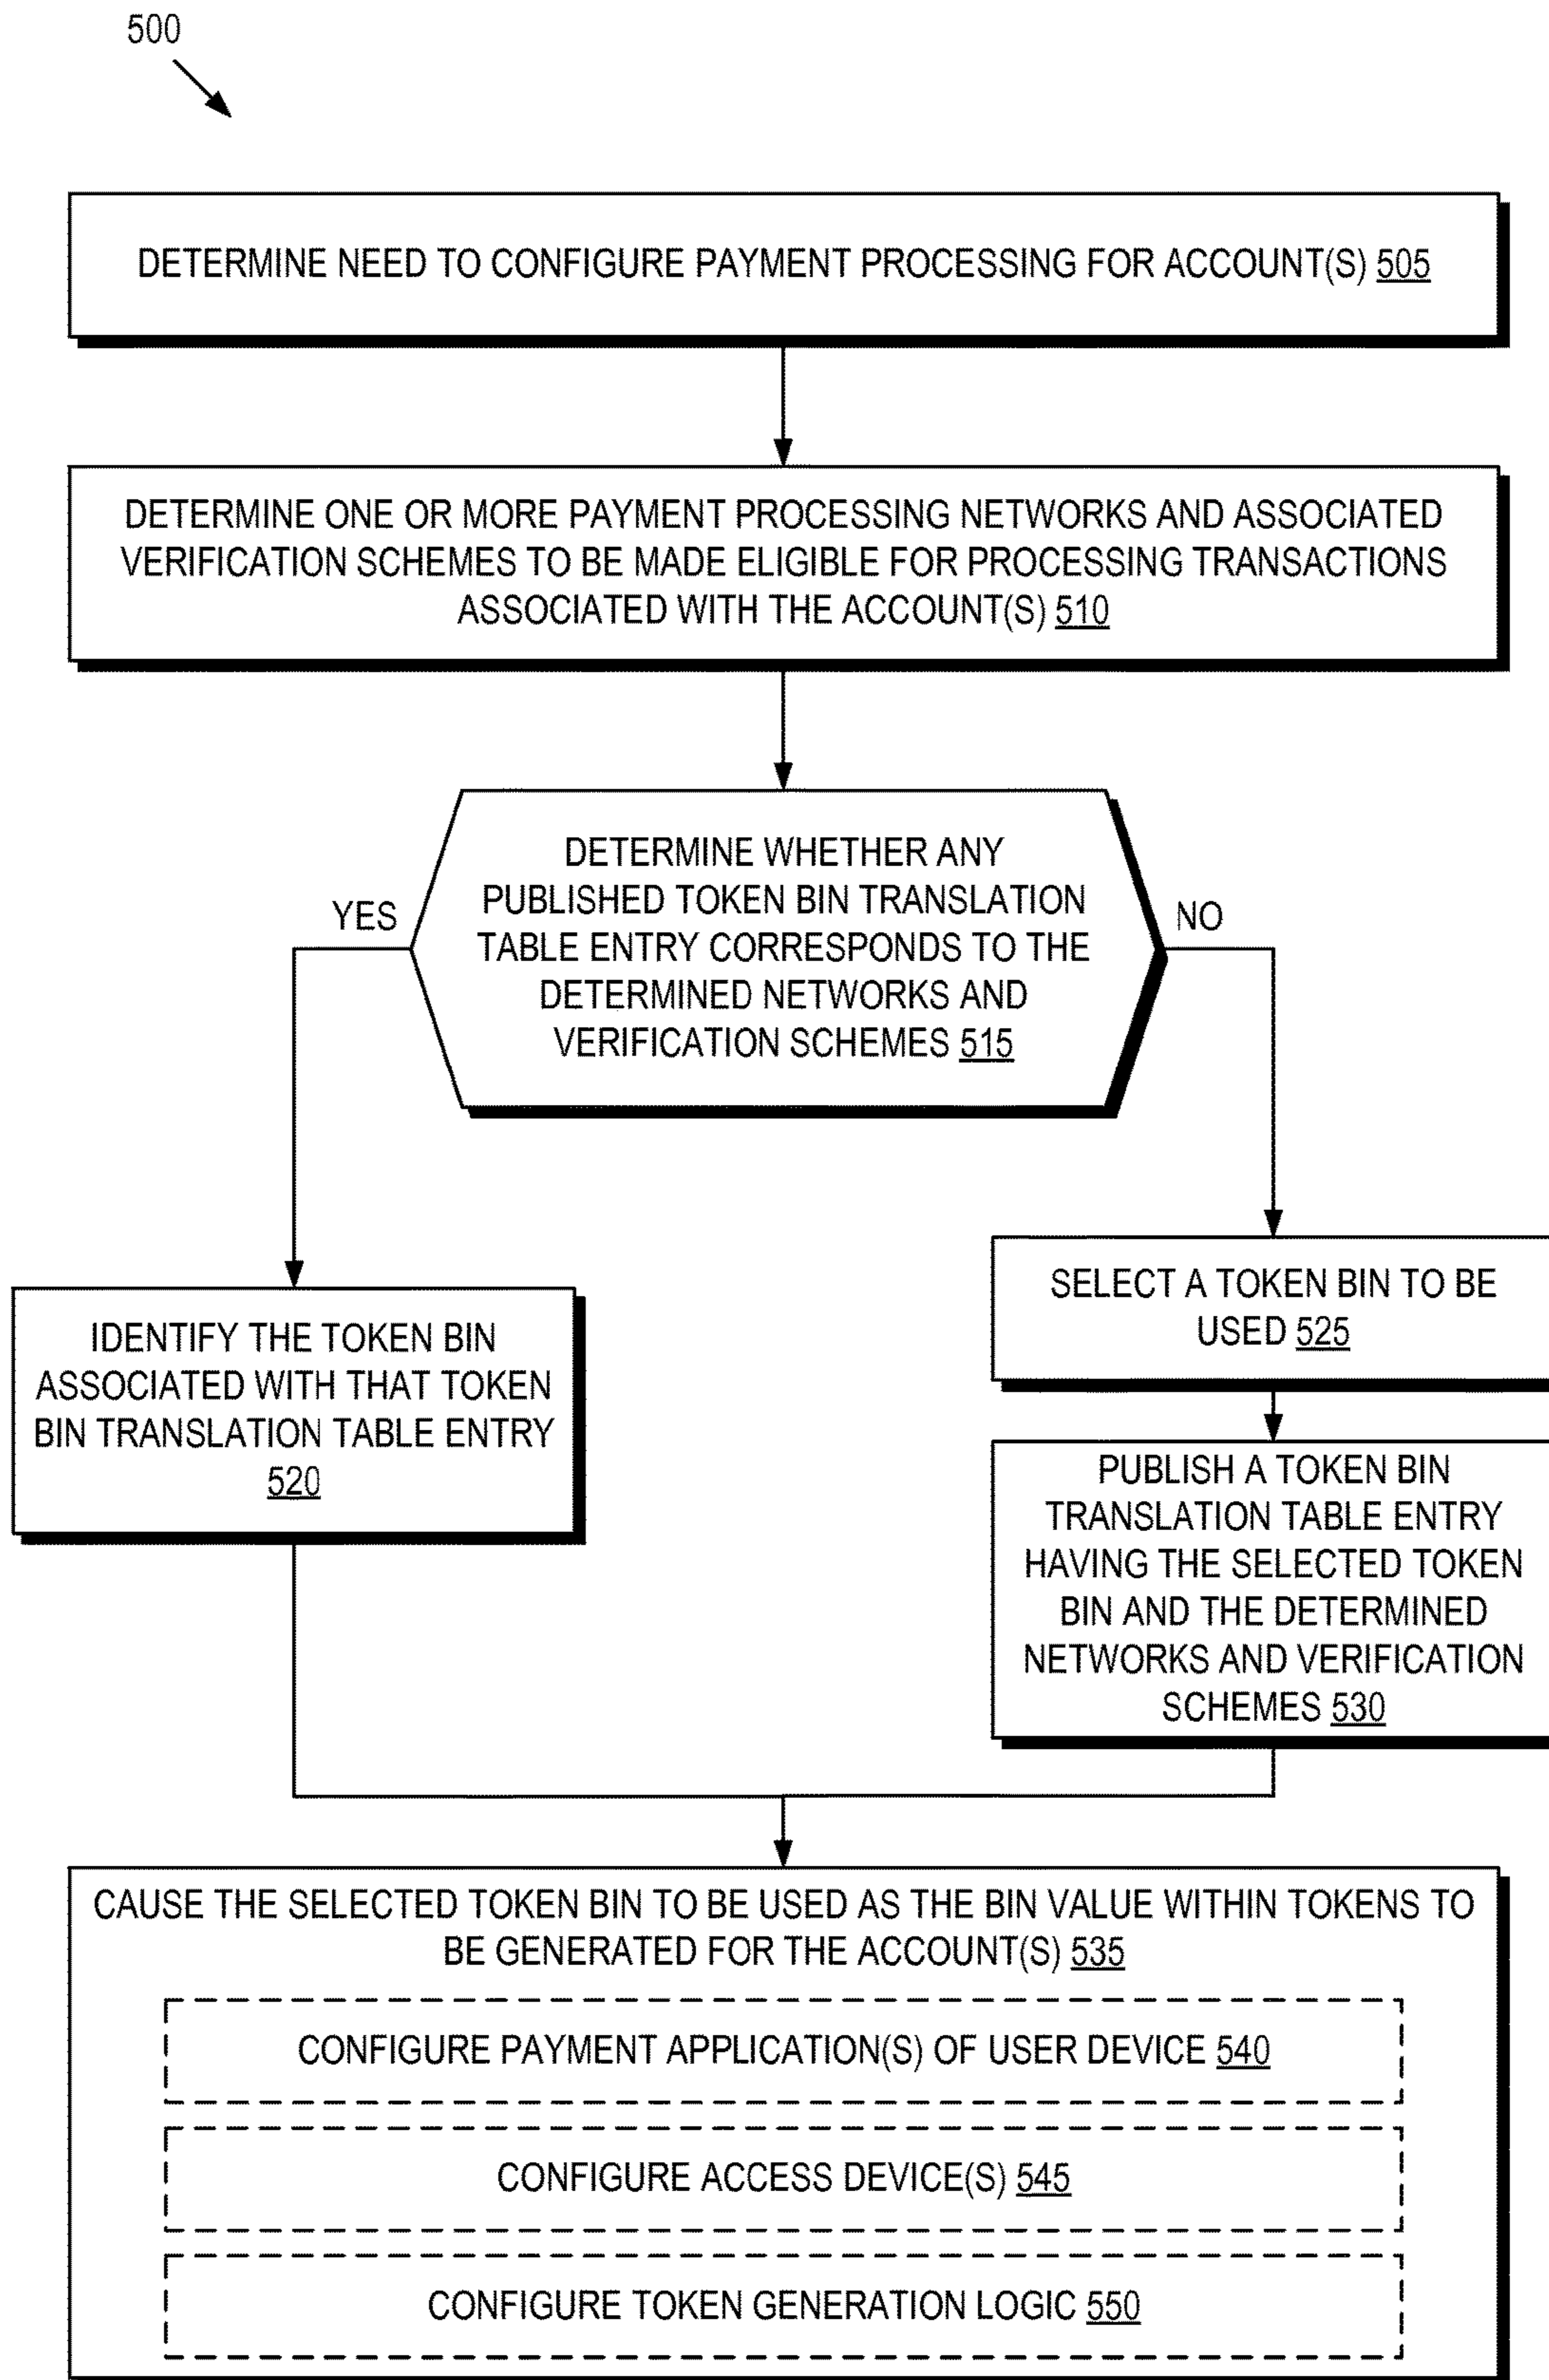 500
DETERMINE NEED TO CONFIGURE PAYMENT PROCESSING FOR ACCOUNT(S) 505
DETERMINE ONE OR MORE PAYMENT PROCESSING NETWORKS AND ASSOCIATED
VERIFICATION SCHEMES TO BE MADE ELIGIBLE FOR PROCESSING TRANSACTIONS
ASSOCIATED WITH THE ACCOUNT(S) 510
DETERMINE WHETHER ANY
PUBLISHED TOKEN BIN TRANSLATION
TABLE ENTRY CORRESPONDS TO THE
DETERMINED NETWORKS AND
VERIFICATION SCHEMES 515
YES
NO
IDENTIFY THE TOKEN BIN
ASSOCIATED WITH THAT TOKEN
BIN TRANSLATION TABLE ENTRY
520
SELECT A TOKEN BIN TO BE
USED 525
PUBLISH A TOKEN BIN
TRANSLATION TABLE ENTRY
HAVING THE SELECTED TOKEN
BIN AND THE DETERMINED
NETWORKS AND VERIFICATION
SCHEMES 530
CAUSE THE SELECTED TOKEN BIN TO BE USED AS THE BIN VALUE WITHIN TOKENS TO
BE GENERATED FOR THE ACCOUNT(S) 535
CONFIGURE PAYMENT APPLICATION(S) OF USER DEVICE 540
CONFIGURE ACCESS DEVICE(S) 545
CONFIGURE TOKEN GENERATION LOGIC 550